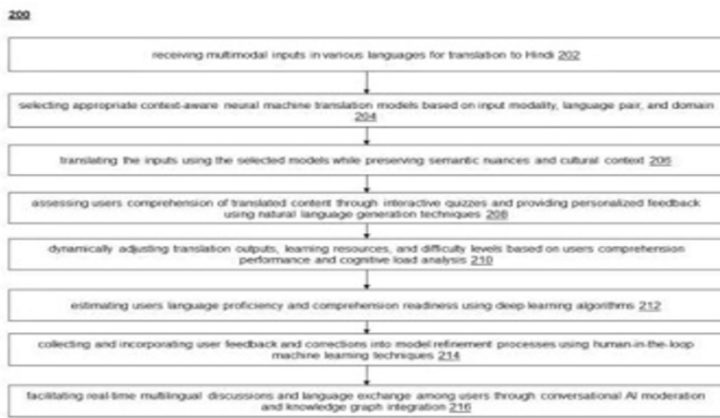 200
receiving multimodal inputs in various languages for translation to Hindi 202
selecting appropriate context-aware neural machine translation models based on input modality, language pair, and domain
204
translating the inputs using the selected models while preserving semantic nuances and cultural context 206
assessing users comprehension of translated content through interactive quizzes and providing personalized feedback
using natural language generation techniques 208
dynamically adjusting translation outputs, learning resources, and difficulty levels based on users comprehension
performance and cognitive load analysis 210
estimating users language proficiency and comprehension readiness using deep learning algorithms 212
collecting and incorporating user feedback and corrections into model refinement processes using human-in-the-loop
machine learning techniques 214
facilitating real-time multilingual discussions and language exchange among users through conversational AI moderation
and knowledge graph integration 216